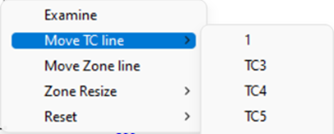 Examine
Move TC line
Move Zone line
Zone Resize
Reset
1
TC3
TC4
TC5